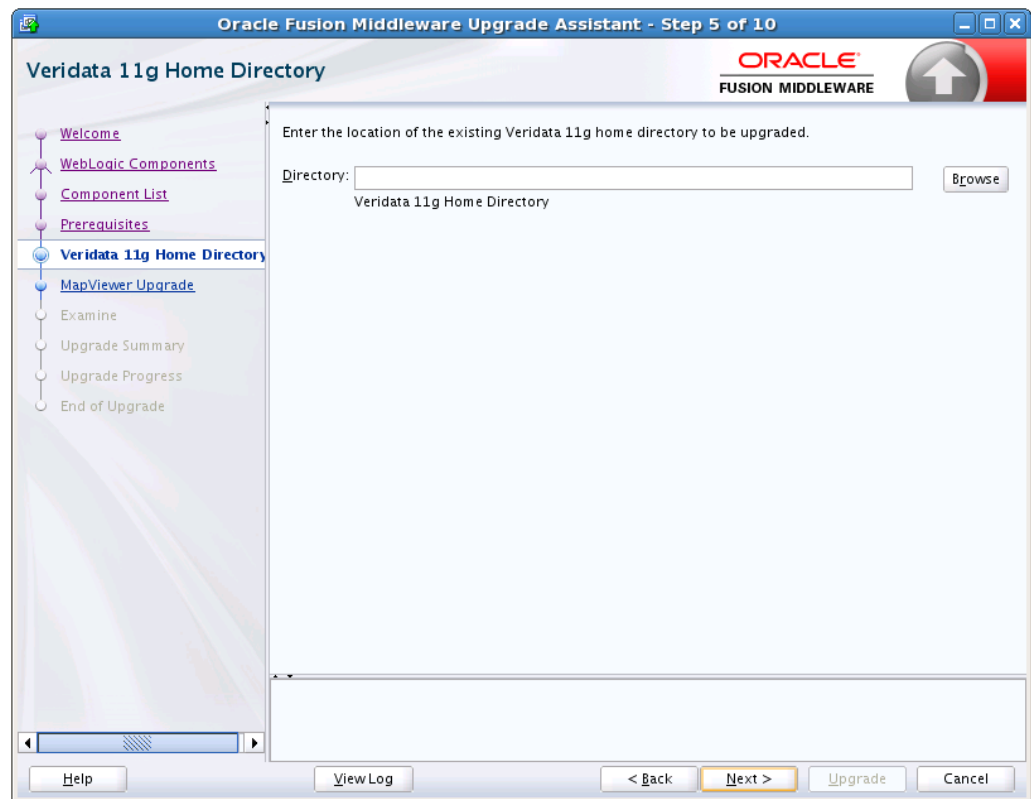 Oracle Fusion Middleware Upgrade Assistant - Step 5 of 10
Veridata 11g Home Directory
ORACLE
FUSION MIDDLEWARE
Welcome
WebLogic Components
Component List
Prerequisites
Veridata 11g Home Directory
MapViewer Upgrade
Examine
Upgrade Summary
Upgrade Progress
End of Upgrade
Enter the location of the existing Veridata 11g home directory to be upgraded.
Directory:
Browse
Veridata 11g Home Directory
Help
View Log
< Back
Next >
Upgrade
Cancel